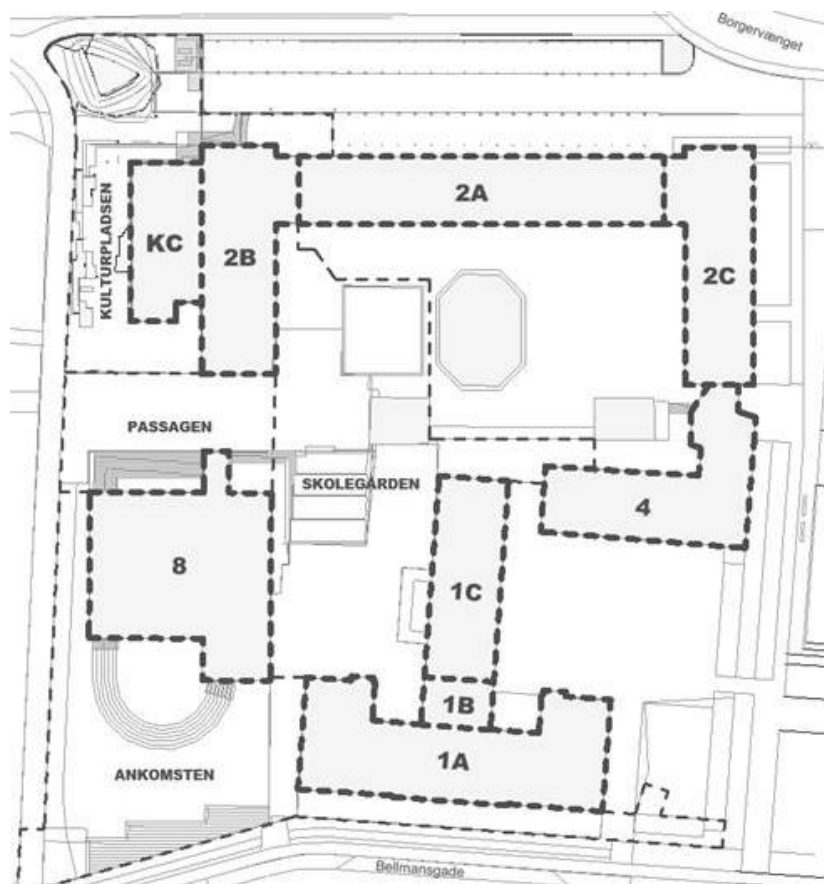 Borgervænget
2A
KC
2B
2C
KULTURPLADSEN
PASSAGEN
SKOLEGÅRDEN
4
8
1C
1B
1A
ANKOMSTEN
Bellmansgade